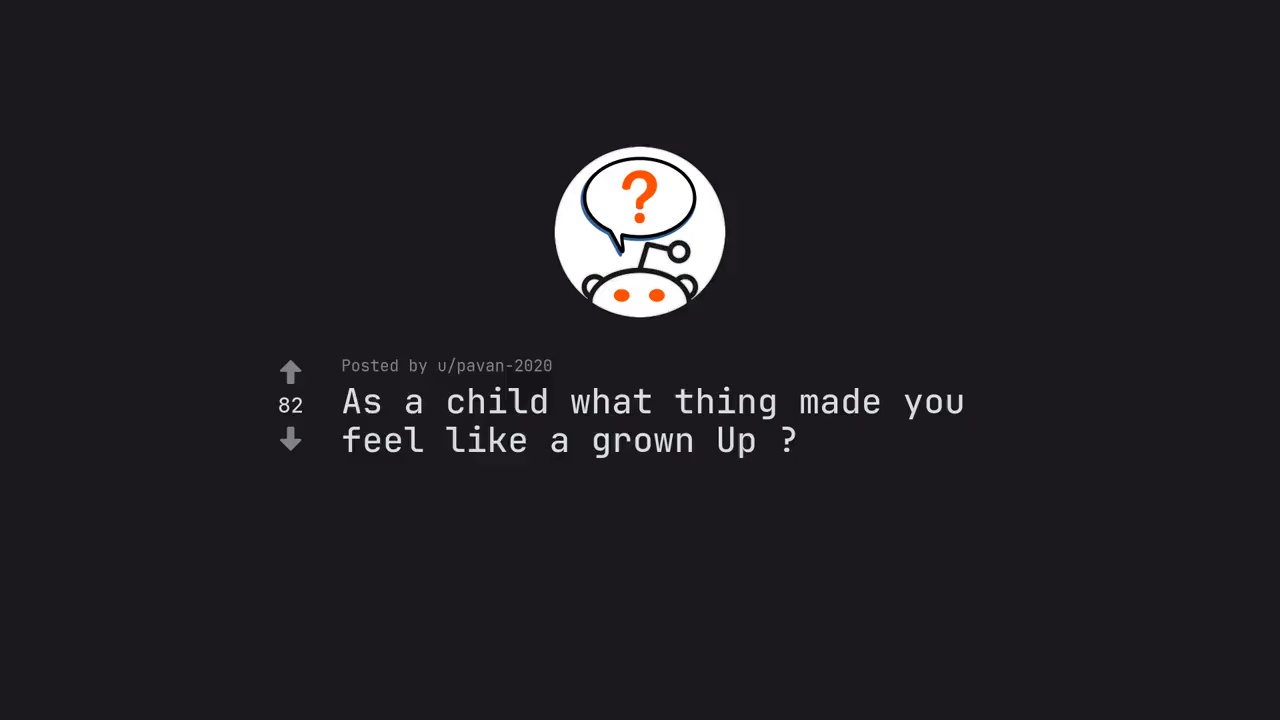 ?
Posted by u/pavan-2020
82
As a child what thing made you
feel like a grown Up ?